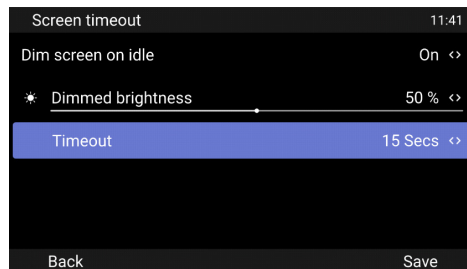 Screen timeout 11:41
Dim screen on idle On <>
Dimmed brightness 50 % <>
Timeout 15 Secs <>
Back Save